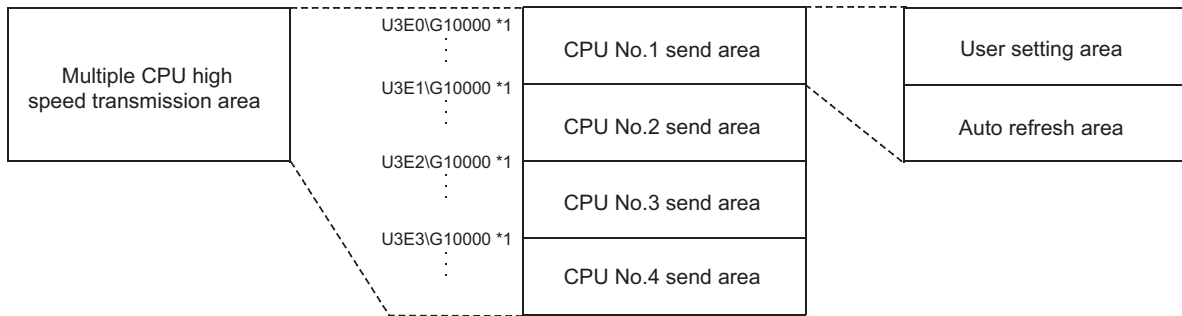 Multiple CPU high
speed transmission area
U3E0\G10000 *1
U3E1\G10000 *1
U3E2\G10000 *1
U3E3\G10000 *1
CPU No.1 send area
CPU No.2 send area
CPU No.3 send area
CPU No.4 send area
User setting area
Auto refresh area